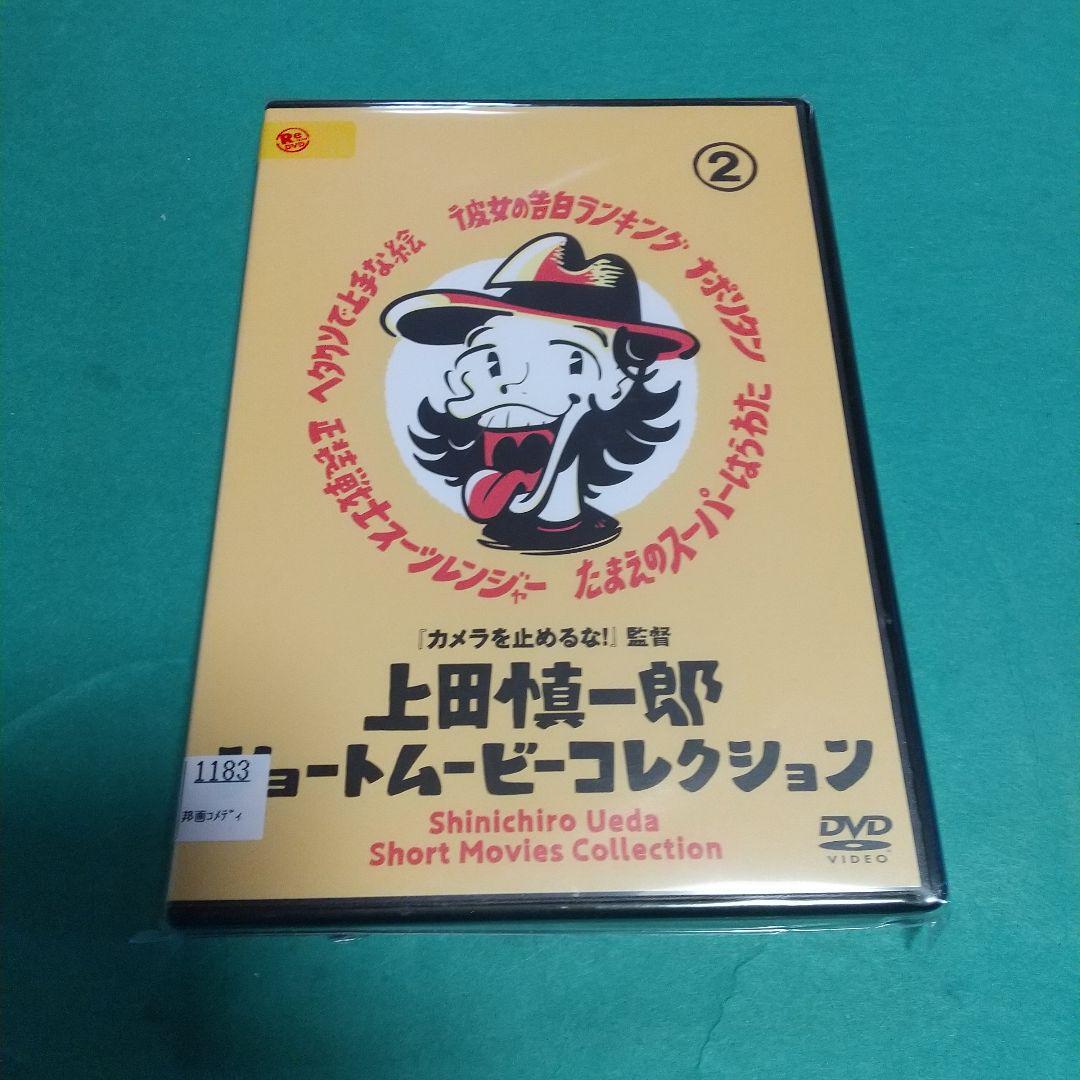 Re
DVD
②
彼女の告白ランキング
ナポリタン
たまえのスーパーはらわた
正装戦士スーツレンジャー
ヘタクソで上手な絵
『カメラを止めるな!』監督
上田慎一郎
ショートムービーコレクション
1183
邦画コメディ
Shinichiro Ueda
Short Movies Collection
DVD
VIDEO